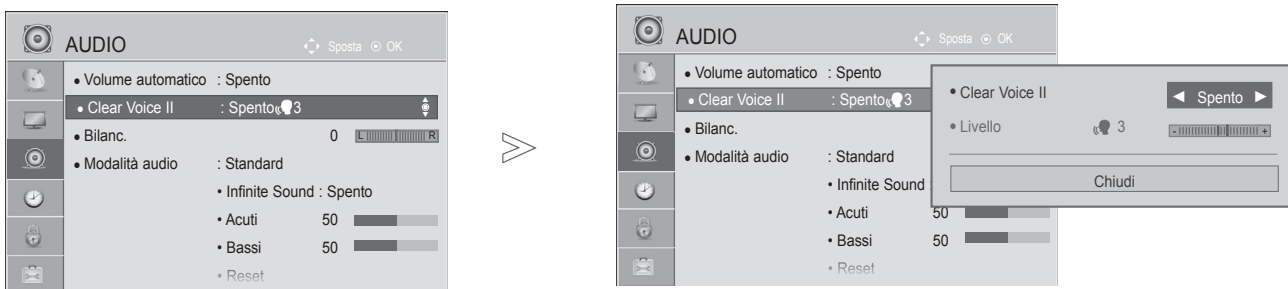 AUDIO
Sposta OK
• Volume automatico : Spento
• Clear Voice II : Spento 3
• Bilanc. 0 L R
• Modalità audio : Standard
• Infinite Sound : Spento
• Acuti 50
• Bassi 50
• Reset
AUDIO
Sposta OK
• Volume automatico : Spento
• Clear Voice II : Spento 3
• Bilanc.
• Modalità audio : Standard
• Infinite Sound :
• Acuti 50
• Bassi 50
• Reset
• Clear Voice II ◄ Spento ►
• Livello 3 - +
Chiudi